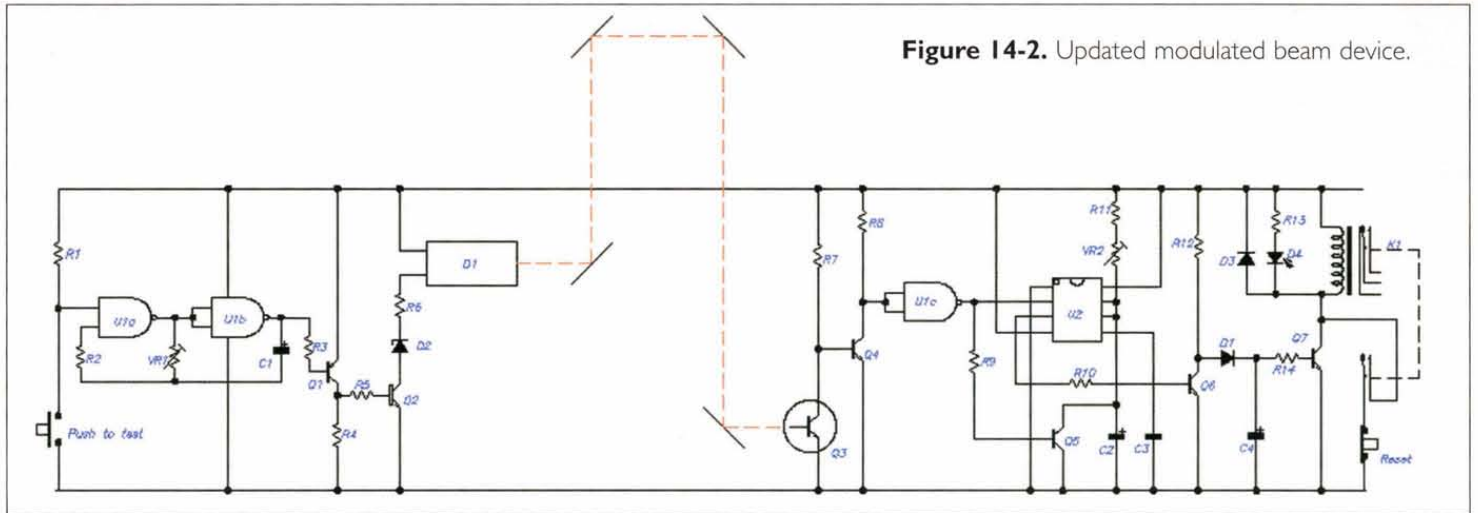 Figure 14-2. Updated modulated beam device.
R1
U1a
R2
VR1
U1b
C1
R3
Q1
R5
R4
D1
R6
D2
Q2
Push to test
R7
R8
Q3
Q4
U1c
R9
R10
Q5
U2
R11
VR2
C2
C3
R12
Q6
D1
C4
R14
Q7
D3
R13
D4
K1
Reset